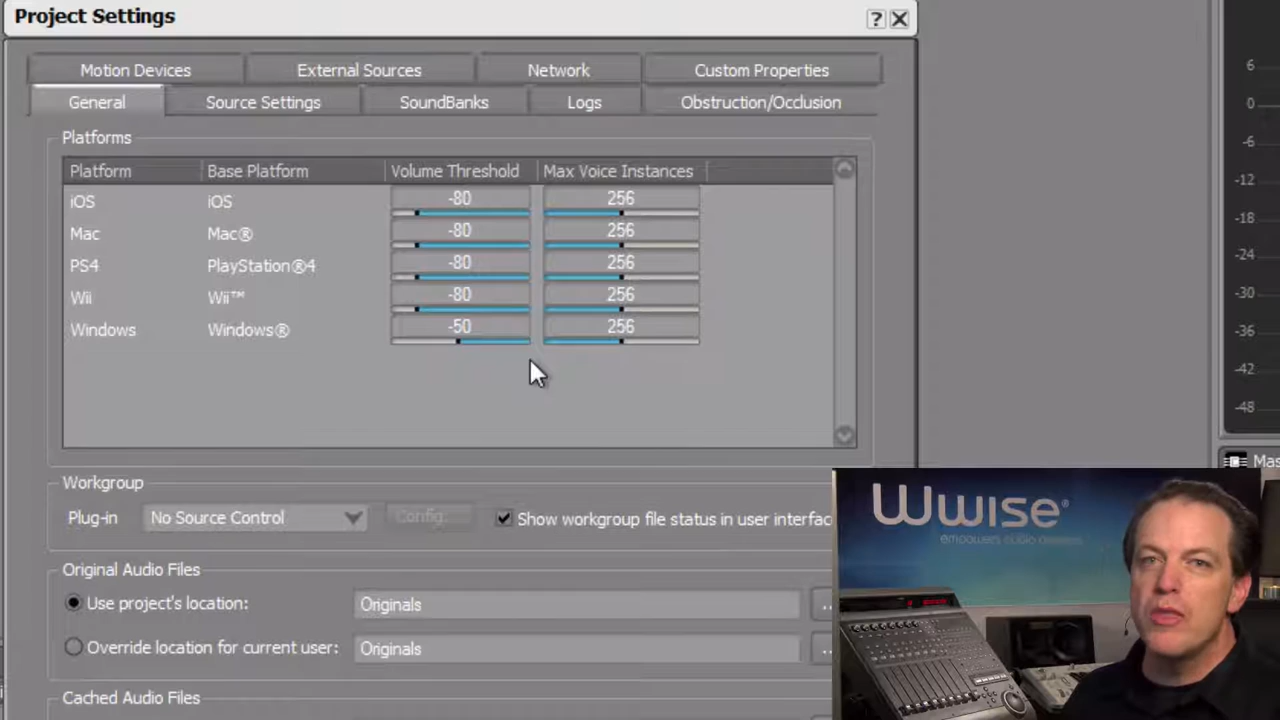 Project Settings
?
Motion Devices External Sources Network Custom Properties
General Source Settings SoundBanks Logs Obstruction/Occlusion
Platforms
Platform Base Platform Volume Threshold Max Voice Instances
iOS iOS -80 256
Mac Mac® -80 256
PS4 PlayStation®4 -80 256
Wii Wii™ -80 256
Windows Windows® -50 256
Workgroup
Plug-in No Source Control Config... Show workgroup file status in user interfac
Original Audio Files
Use project's location: Originals ..
Override location for current user: Originals ..
Cached Audio Files
6
0
-6
-12
-18
-24
-30
-36
-42
-48
Mas
Wwise®